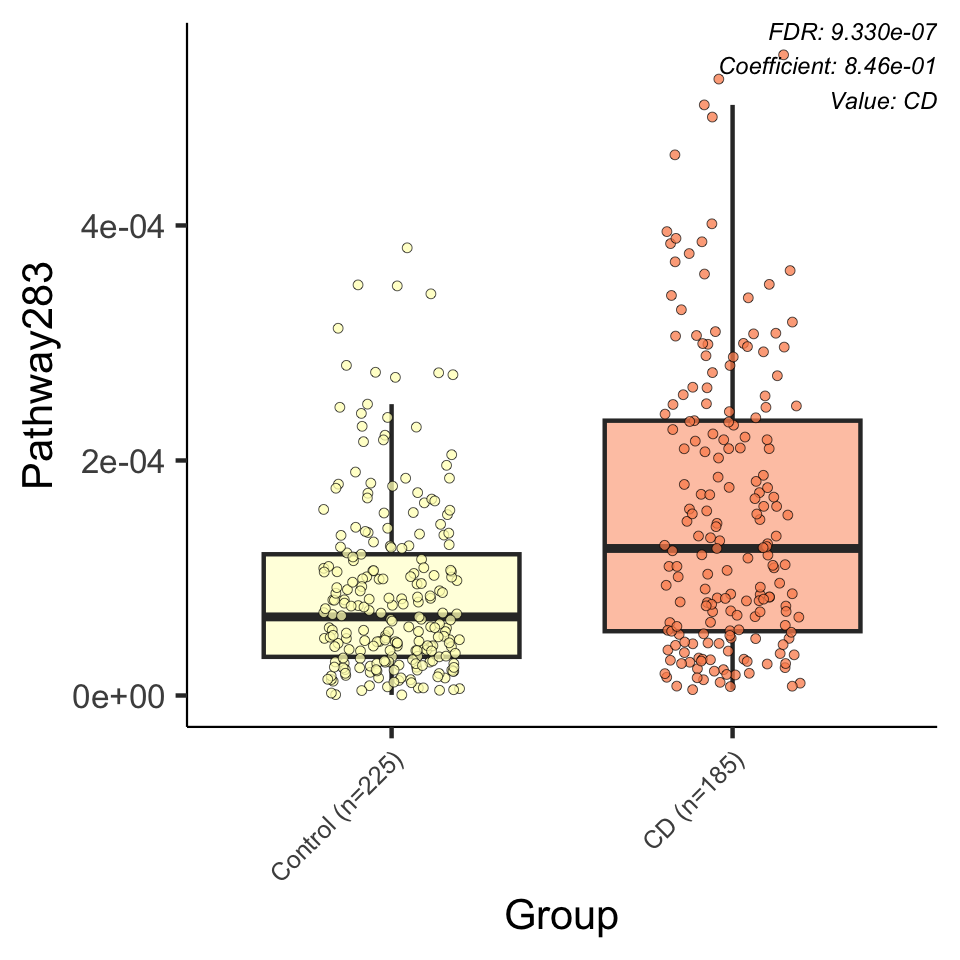 FDR: 9.330e-07
Coefficient: 8.46e-01
Value: CD
Pathway283
4e-04
2e-04
0e+00
Control (n=225)
CD (n=185)
Group